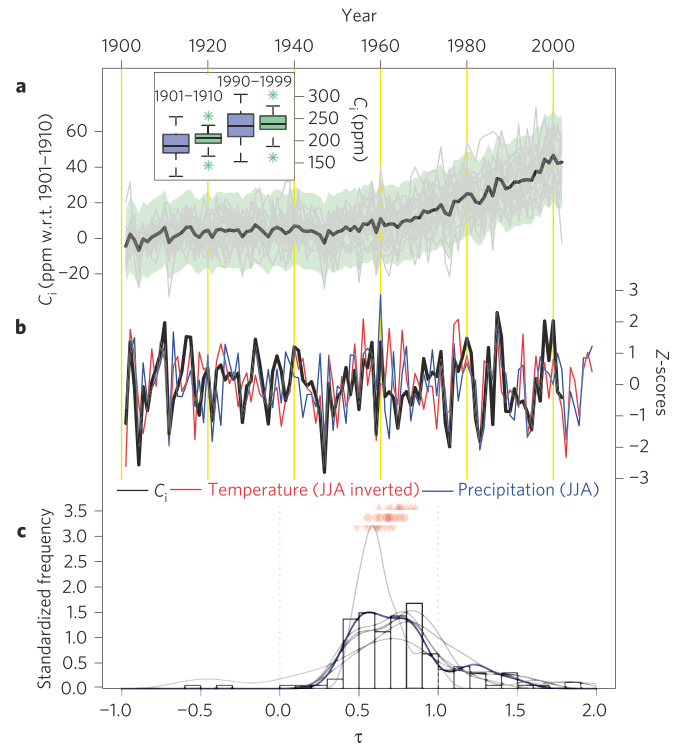 Year
1900 1920 1940 1960 1980 2000
a
1990–1999
1901–1910
300
250
200
150
Ci (ppm)
60
40
20
0
−20
Ci (ppm w.r.t. 1901–1910)
b
3
2
1
0
−1
−2
−3
Z-scores
Ci Temperature (JJA inverted) Precipitation (JJA)
c
3.5
3.0
2.5
2.0
1.5
1.0
0.5
0.0
Standardized frequency
−1.0 −0.5 0.0 0.5 1.0 1.5 2.0
τ